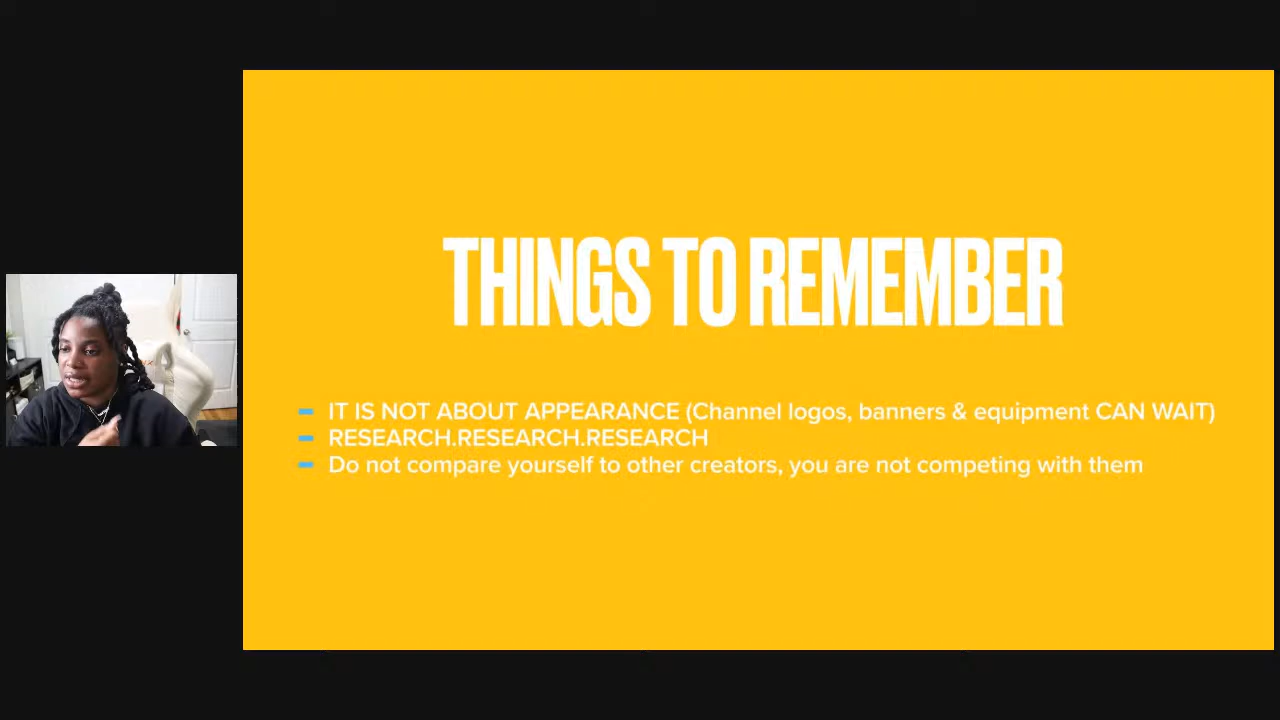 THINGS TO REMEMBER
IT IS NOT ABOUT APPEARANCE (Channel logos, banners & equipment CAN WAIT)
RESEARCH.RESEARCH.RESEARCH
Do not compare yourself to other creators, you are not competing with them